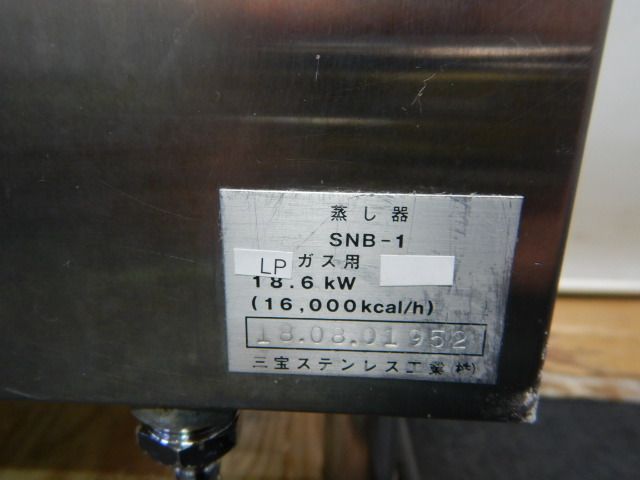 蒸し器
SNB-1
LP ガス用
18.6 kW
(16,000kcal/h)
18.08.01952
三宝ステンレス工業㈱